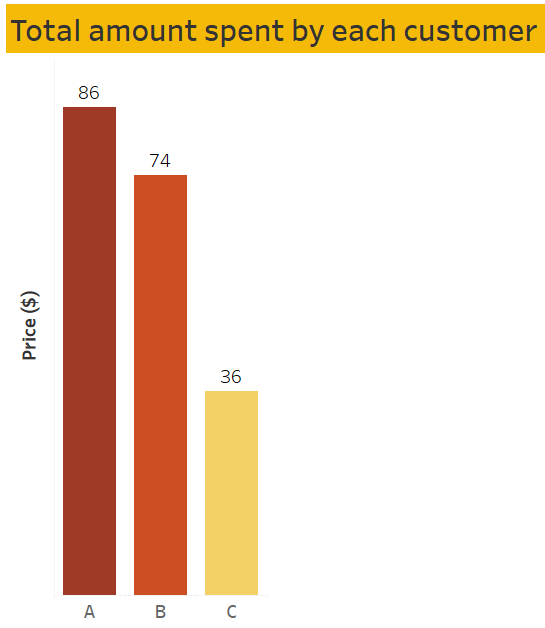 Total amount spent by each customer
86
74
36
Price ($)
A B C